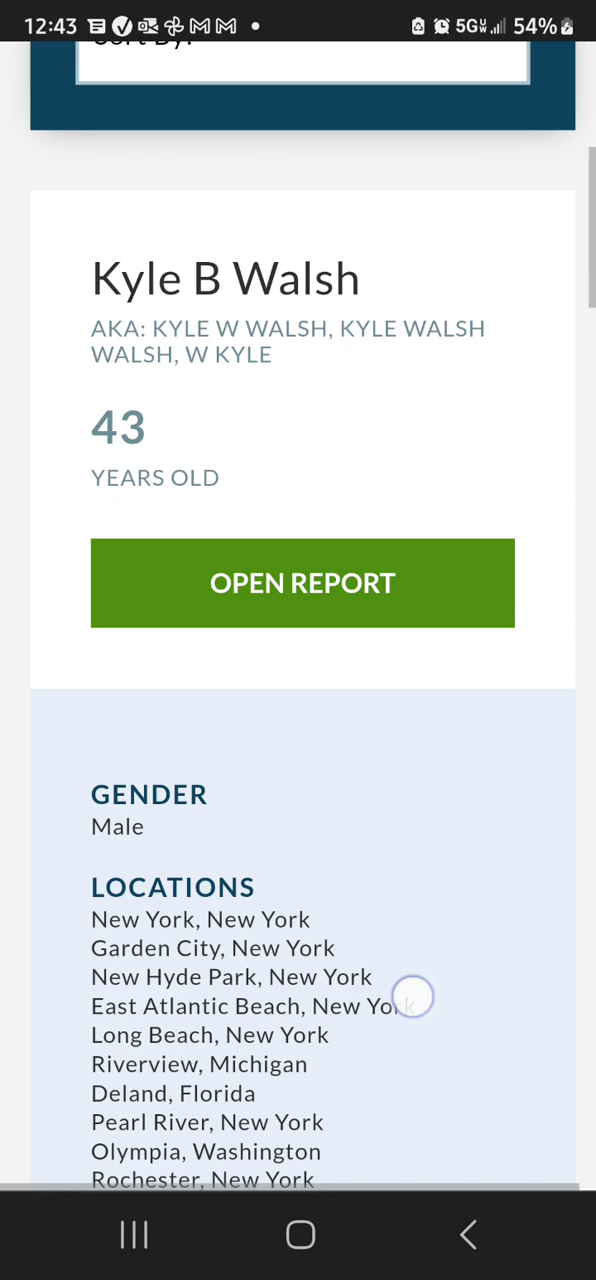 12:43
5G
54%
Sort By:
Kyle B Walsh
AKA: KYLE W WALSH, KYLE WALSH
WALSH, W KYLE
43
YEARS OLD
OPEN REPORT
GENDER
Male
LOCATIONS
New York, New York
Garden City, New York
New Hyde Park, New York
East Atlantic Beach, New York
Long Beach, New York
Riverview, Michigan
Deland, Florida
Pearl River, New York
Olympia, Washington
Rochester, New York